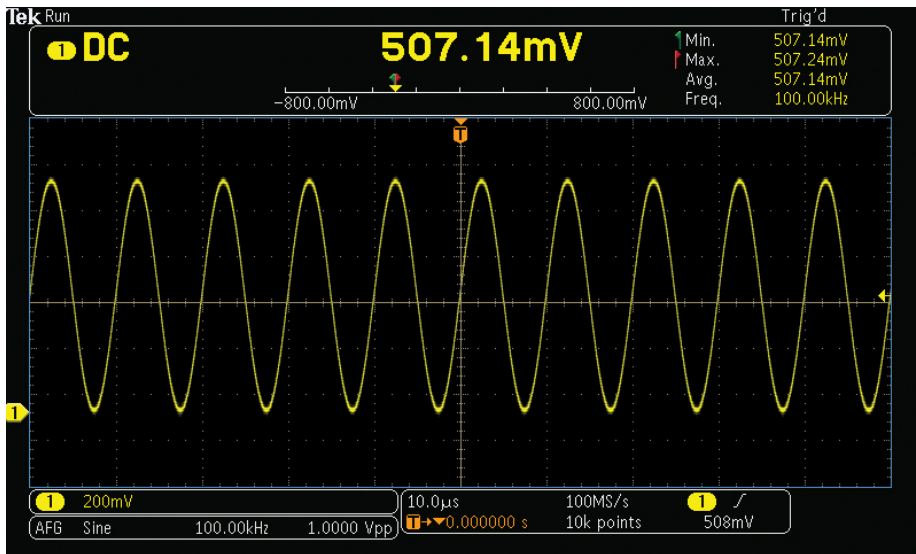 Tek Run Trig'd
1 DC 507.14mV
Min. 507.14mV
Max. 507.24mV
Avg. 507.14mV
Freq. 100.00kHz
-800.00mV 800.00mV
T
1
1 200mV
10.0µs 100MS/s 1
T→▼0.000000 s 10k points 508mV
AFG Sine 100.00kHz 1.0000 Vpp